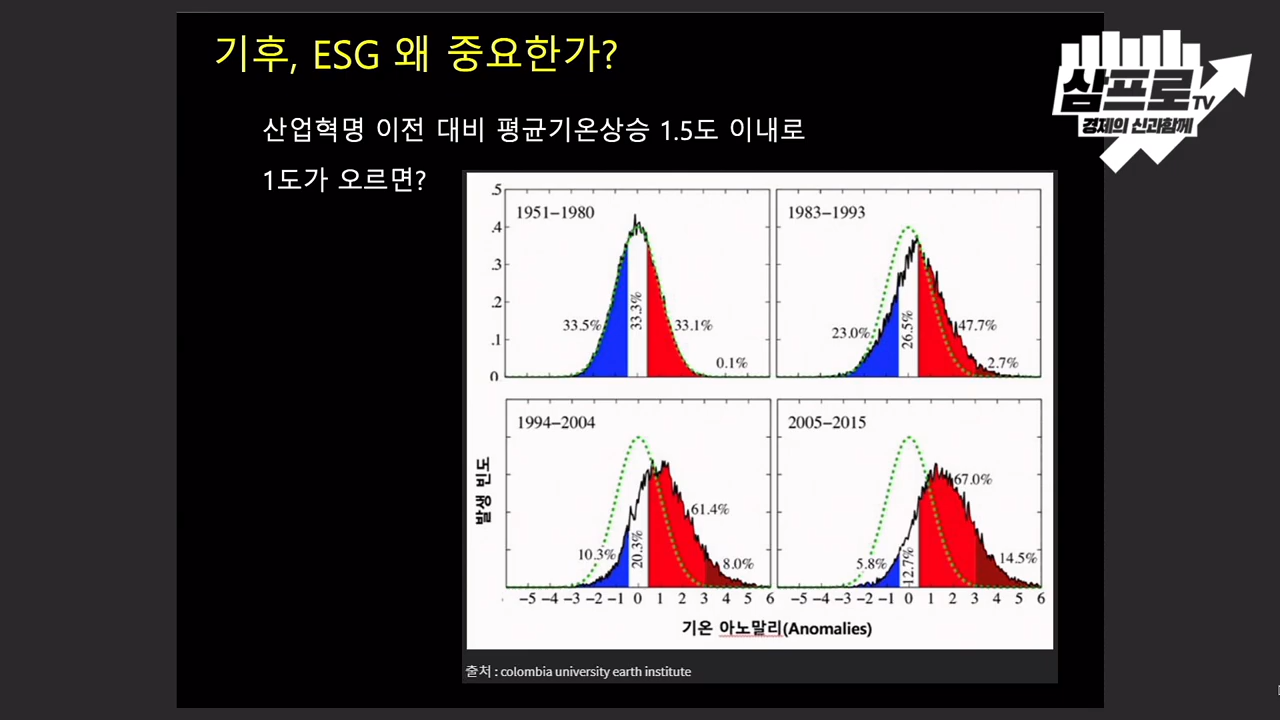 기후, ESG 왜 중요한가?
삼프로TV
경제의 신과함께
산업혁명 이전 대비 평균기온상승 1.5도 이내로
1도가 오르면?
.5
.4
.3
.2
.1
0
1951–1980
33.5%
33.3%
33.1%
0.1%
1983–1993
23.0%
26.5%
47.7%
2.7%
발생 빈도
1994–2004
10.3%
20.3%
61.4%
8.0%
2005–2015
5.8%
12.7%
67.0%
14.5%
−5 −4 −3 −2 −1 0 1 2 3 4 5 6
−5 −4 −3 −2 −1 0 1 2 3 4 5 6
기온 아노말리(Anomalies)
출처 : colombia university earth institute